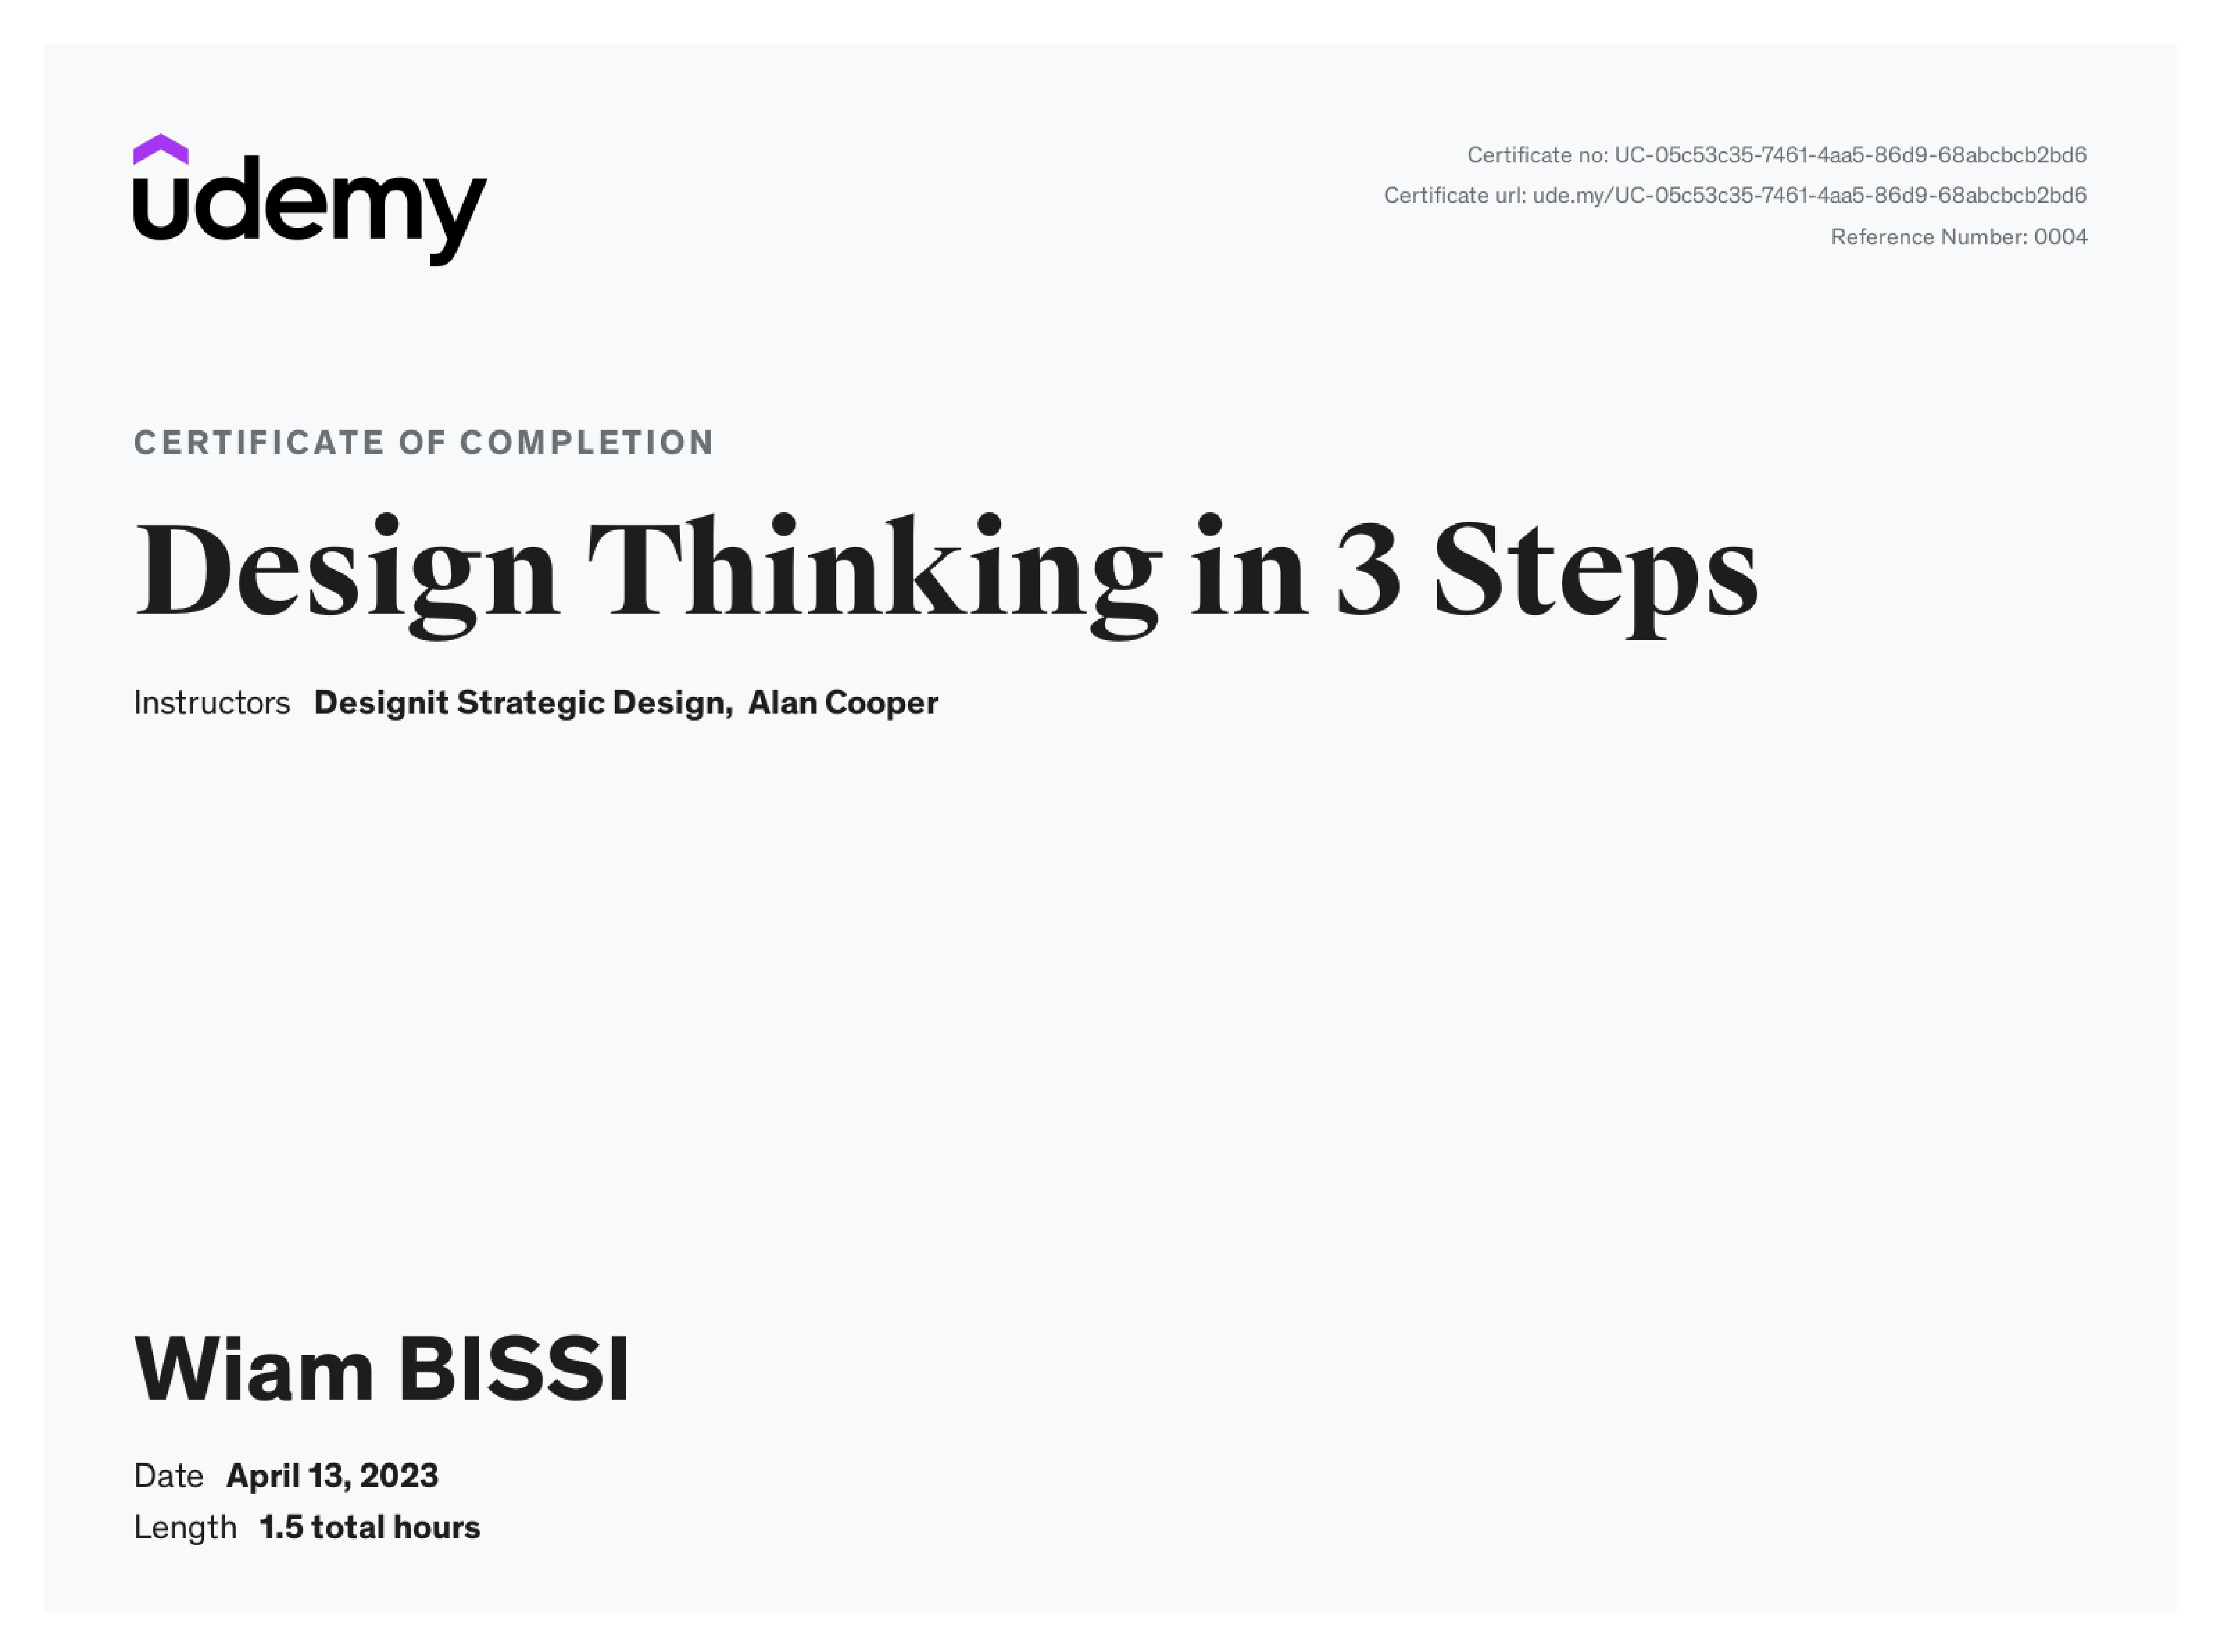 udemy
Certificate no: UC-05c53c35-7461-4aa5-86d9-68abcbcb2bd6
Certificate url: ude.my/UC-05c53c35-7461-4aa5-86d9-68abcbcb2bd6
Reference Number: 0004
CERTIFICATE OF COMPLETION
Design Thinking in 3 Steps
Instructors Designit Strategic Design, Alan Cooper
Wiam BISSI
Date April 13, 2023
Length 1.5 total hours